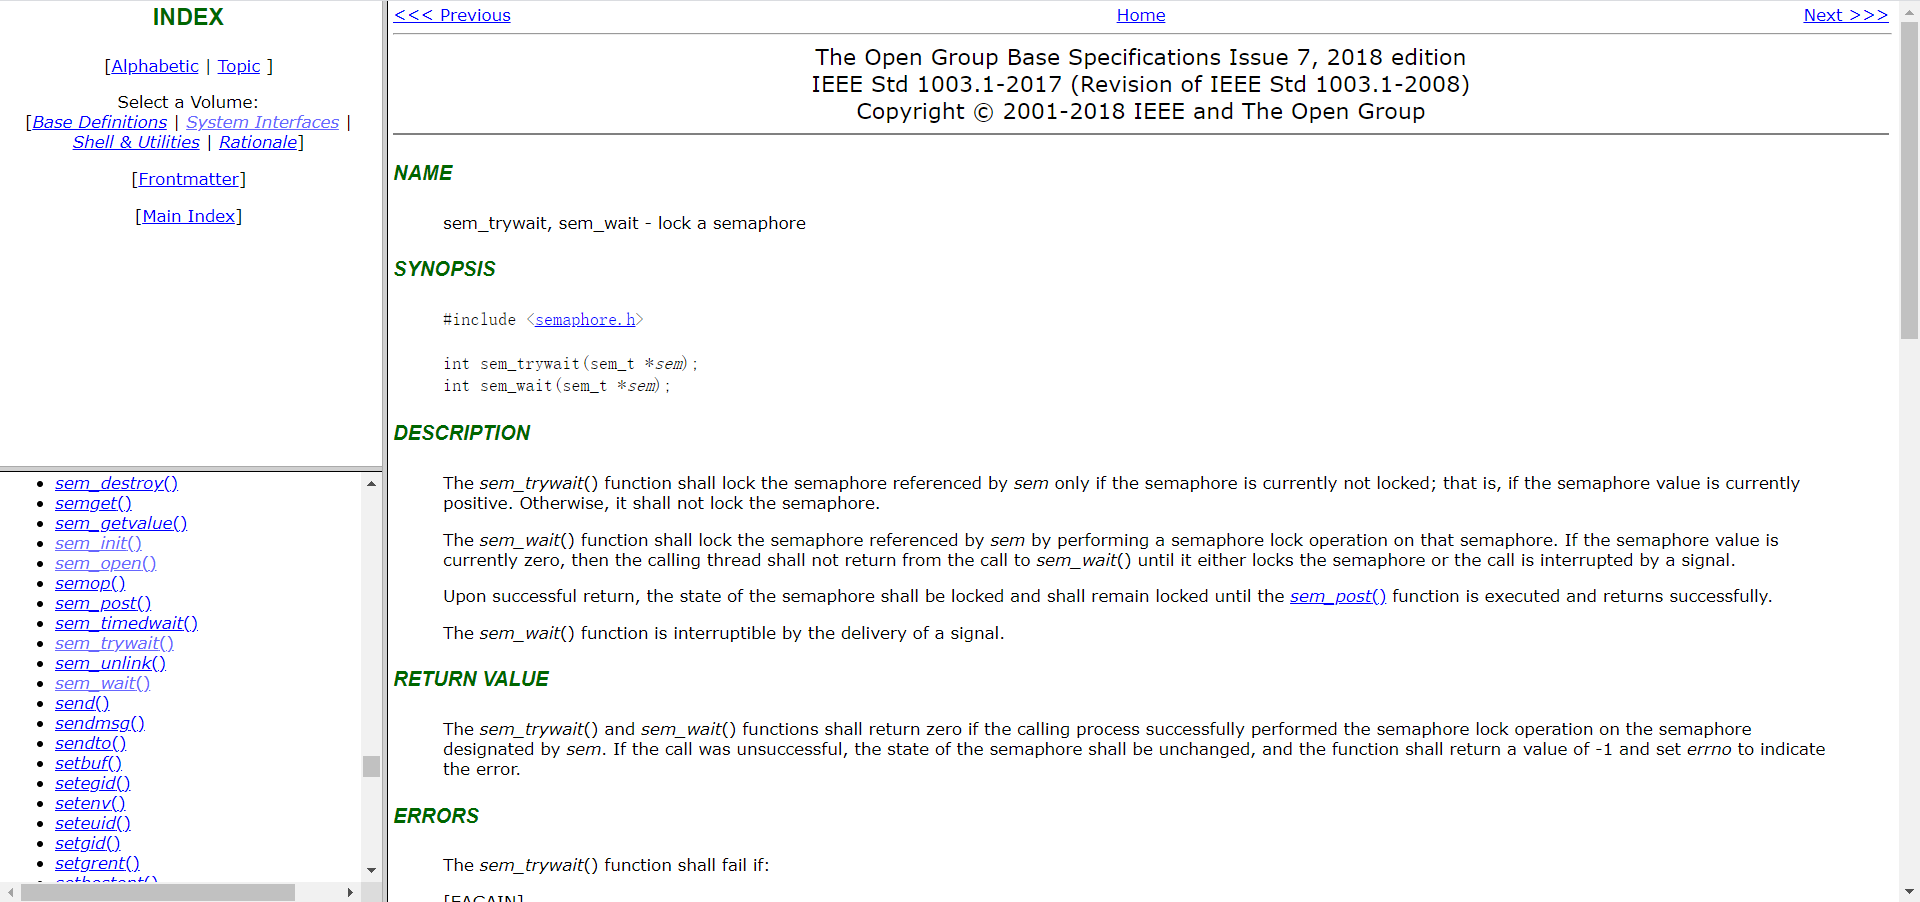 INDEX
[Alphabetic | Topic ]
Select a Volume:
[Base Definitions | System Interfaces |
Shell & Utilities | Rationale]
[Frontmatter]
[Main Index]
sem_destroy()
semget()
sem_getvalue()
sem_init()
sem_open()
semop()
sem_post()
sem_timedwait()
sem_trywait()
sem_unlink()
sem_wait()
send()
sendmsg()
sendto()
setbuf()
setegid()
setenv()
seteuid()
setgid()
setgrent()
<<< Previous
Home
Next >>>
The Open Group Base Specifications Issue 7, 2018 edition
IEEE Std 1003.1-2017 (Revision of IEEE Std 1003.1-2008)
Copyright © 2001-2018 IEEE and The Open Group
NAME
sem_trywait, sem_wait - lock a semaphore
SYNOPSIS
#include <semaphore.h>
int sem_trywait(sem_t *sem);
int sem_wait(sem_t *sem);
DESCRIPTION
The sem_trywait() function shall lock the semaphore referenced by sem only if the semaphore is currently not locked; that is, if the semaphore value is currently
positive. Otherwise, it shall not lock the semaphore.
The sem_wait() function shall lock the semaphore referenced by sem by performing a semaphore lock operation on that semaphore. If the semaphore value is
currently zero, then the calling thread shall not return from the call to sem_wait() until it either locks the semaphore or the call is interrupted by a signal.
Upon successful return, the state of the semaphore shall be locked and shall remain locked until the sem_post() function is executed and returns successfully.
The sem_wait() function is interruptible by the delivery of a signal.
RETURN VALUE
The sem_trywait() and sem_wait() functions shall return zero if the calling process successfully performed the semaphore lock operation on the semaphore
designated by sem. If the call was unsuccessful, the state of the semaphore shall be unchanged, and the function shall return a value of -1 and set errno to indicate
the error.
ERRORS
The sem_trywait() function shall fail if:
[EAGAIN]